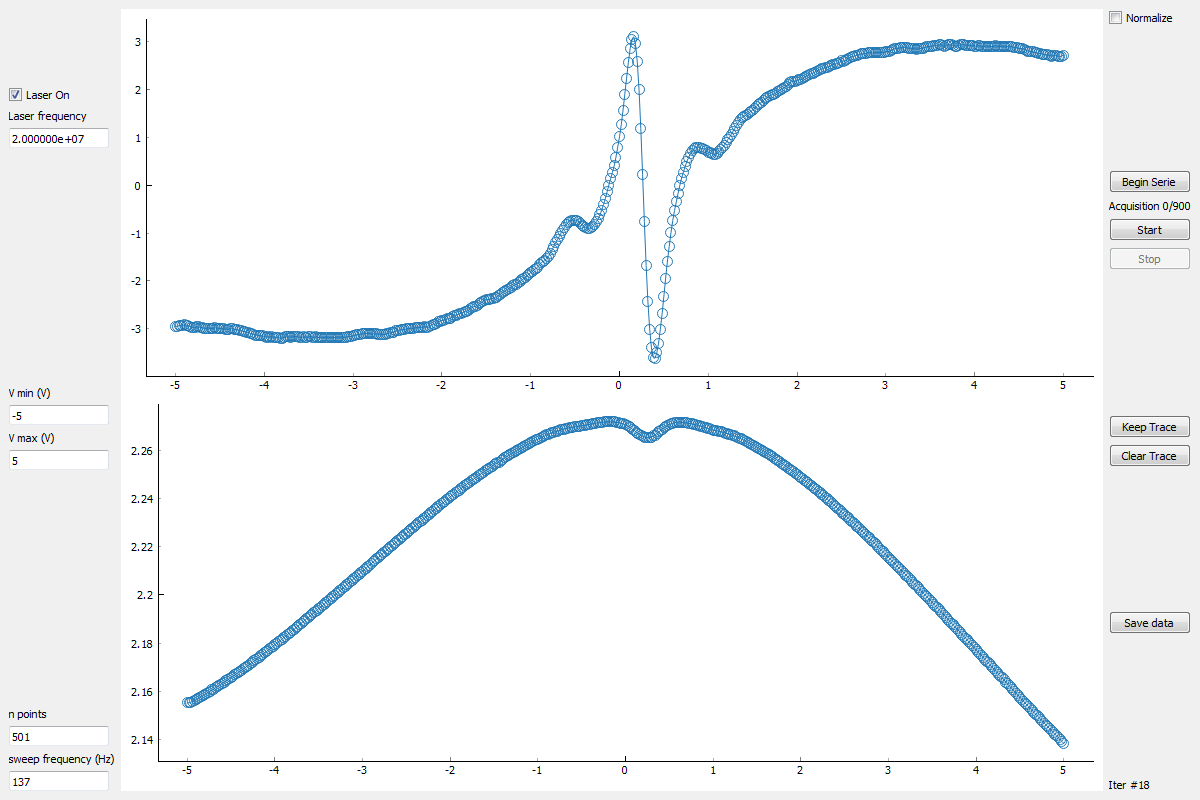 Normalize
Laser On
Laser frequency
2.000000e+07
3
2
1
0
-1
-2
-3
-5 -4 -3 -2 -1 0 1 2 3 4 5
Begin Serie
Acquisition 0/900
Start
Stop
V min (V)
-5
V max (V)
5
Keep Trace
Clear Trace
2.26
2.24
2.22
2.2
2.18
2.16
2.14
-5 -4 -3 -2 -1 0 1 2 3 4 5
Save data
n points
501
sweep frequency (Hz)
137
Iter #18